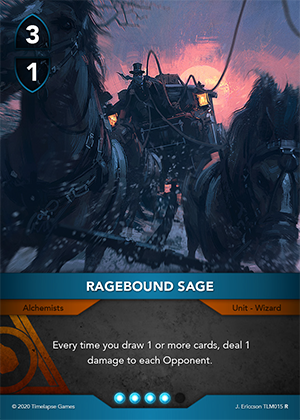 3
1
RAGEBOUND SAGE
Alchemists
Unit - Wizard
Every time you draw 1 or more cards, deal 1
damage to each Opponent.
© 2020 Timelapse Games
J. Ericcson TLM015 R